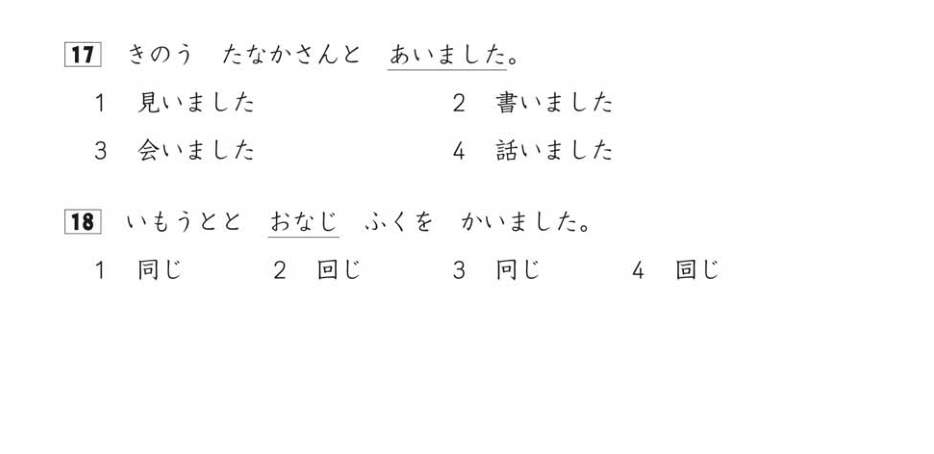 17 きのう　たなかさんと　あいました。
1　見いました　2　書いました
3　会いました　4　話いました
18 いもうとと　おなじ　ふくを　かいました。
1　同じ　2　回じ　3　冋じ　4　囬じ